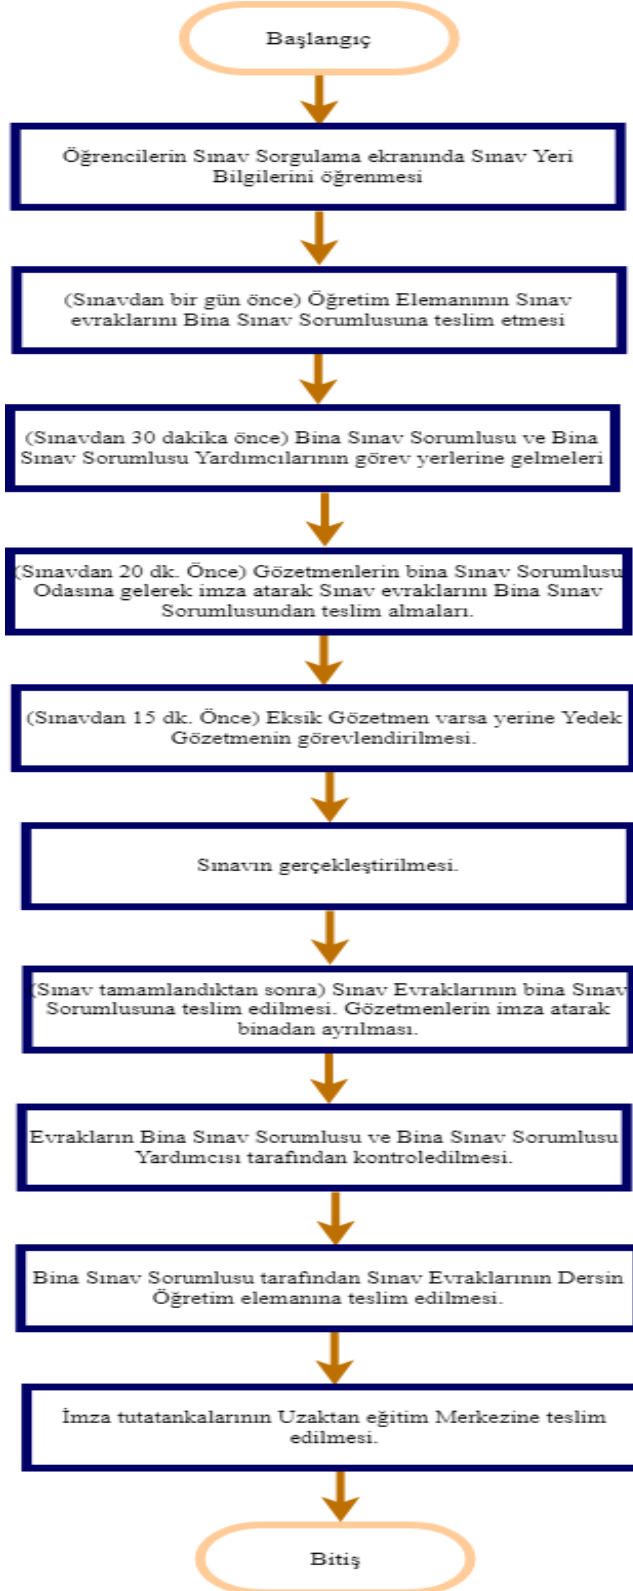 Başlangıç
Öğrencilerin Sınav Sorgulama ekranında Sınav Yeri
Bilgilerini öğrenmesi
(Sınavdan bir gün önce) Öğretim Elemanının Sınav
evraklarını Bina Sınav Sorumlusuna teslim etmesi
(Sınavdan 30 dakika önce) Bina Sınav Sorumlusu ve Bina
Sınav Sorumlusu Yardımcılarının görev yerlerine gelmeleri
(Sınavdan 20 dk. Önce) Gözetmenlerin bina Sınav Sorumlusu
Odasına gelerek imza atarak Sınav evraklarını Bina Sınav
Sorumlusundan teslim almaları.
(Sınavdan 15 dk. Önce) Eksik Gözetmen varsa yerine Yedek
Gözetmenin görevlendirilmesi.
Sınavın gerçekleştirilmesi.
(Sınav tamamlandıktan sonra) Sınav Evraklarının bina Sınav
Sorumlusuna teslim edilmesi. Gözetmenlerin imza atarak
binadan ayrılması.
Evrakların Bina Sınav Sorumlusu ve Bina Sınav Sorumlusu
Yardımcısı tarafından kontroledilmesi.
Bina Sınav Sorumlusu tarafından Sınav Evraklarının Dersin
Öğretim elemanına teslim edilmesi.
İmza tutatankalarının Uzaktan eğitim Merkezine teslim
edilmesi.
Bitiş